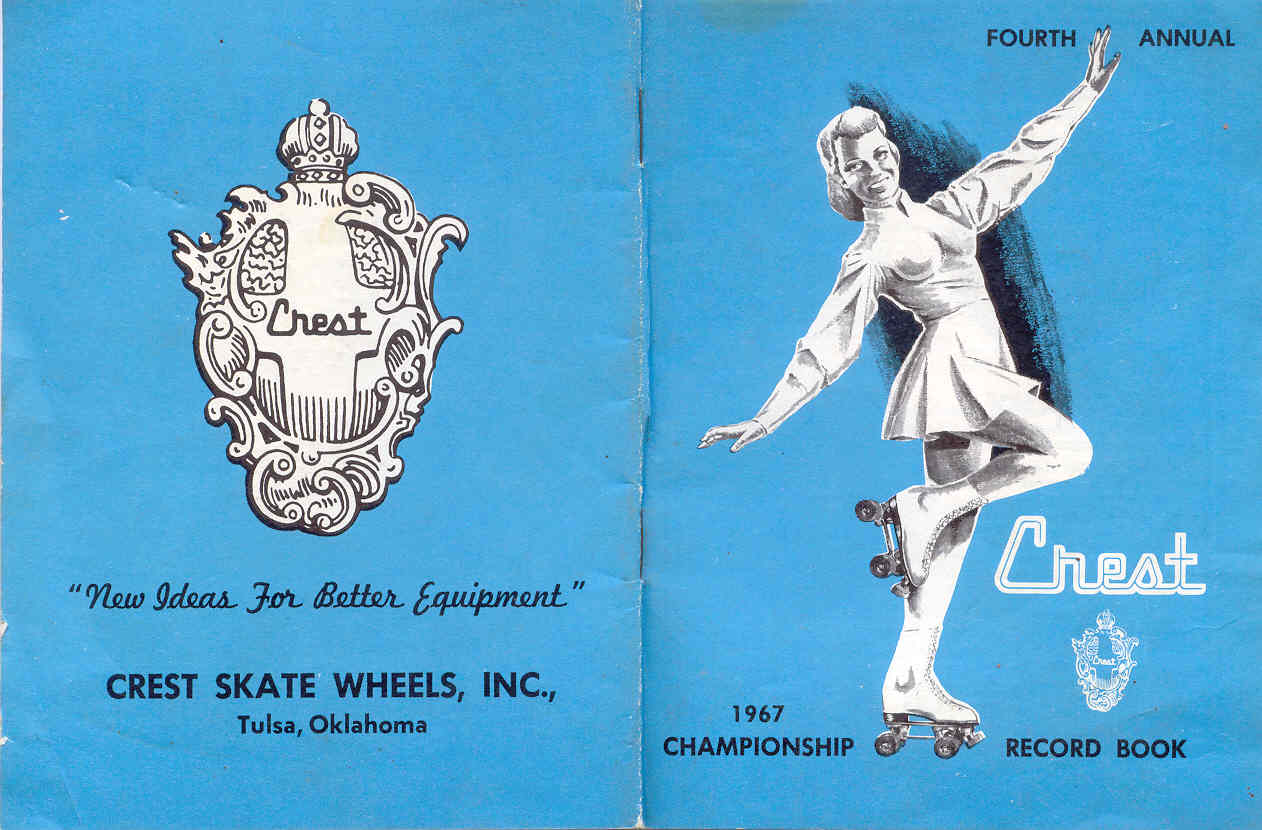 Crest
"New Ideas For Better Equipment"
CREST SKATE WHEELS, INC.,
Tulsa, Oklahoma
FOURTH ANNUAL
Crest
Crest
1967
CHAMPIONSHIP RECORD BOOK